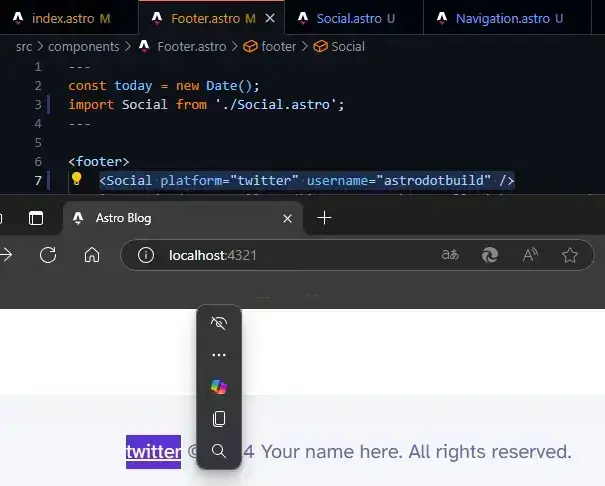 index.astro M
Footer.astro M
Social.astro U
Navigation.astro U
src > components > Footer.astro > footer > Social
1 ---
2 const today = new Date();
3 import Social from './Social.astro';
4 ---
5
6 <footer>
7 <Social platform="twitter" username="astrodotbuild" />
Astro Blog
localhost:4321
aあ
twitter © 4 Your name here. All rights reserved.